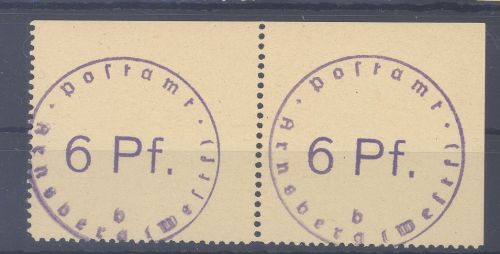 Poſtamt
6 Pf.
b
Arnsberg (Weſtf)
Poſtamt
6 Pf.
b
Arnsberg (Weſtf)